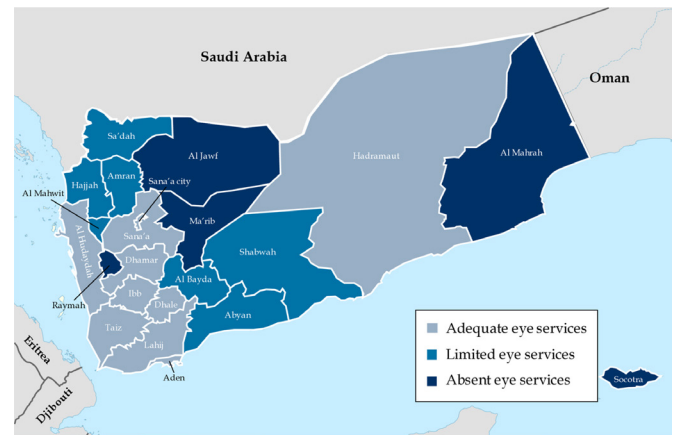 Saudi Arabia
Oman
Sa'dah
Al Jawf
Hadramaut
Al Mahrah
Hajjah
Amran
Sana'a city
Al Mahwit
Ma'rib
Al Hudaydah
Sana'a
Shabwah
Dhamar
Al Bayda
Raymah
Ibb
Dhale
Abyan
Taiz
Lahij
Aden
Adequate eye services
Limited eye services
Absent eye services
Eritrea
Djibouti
Socotra